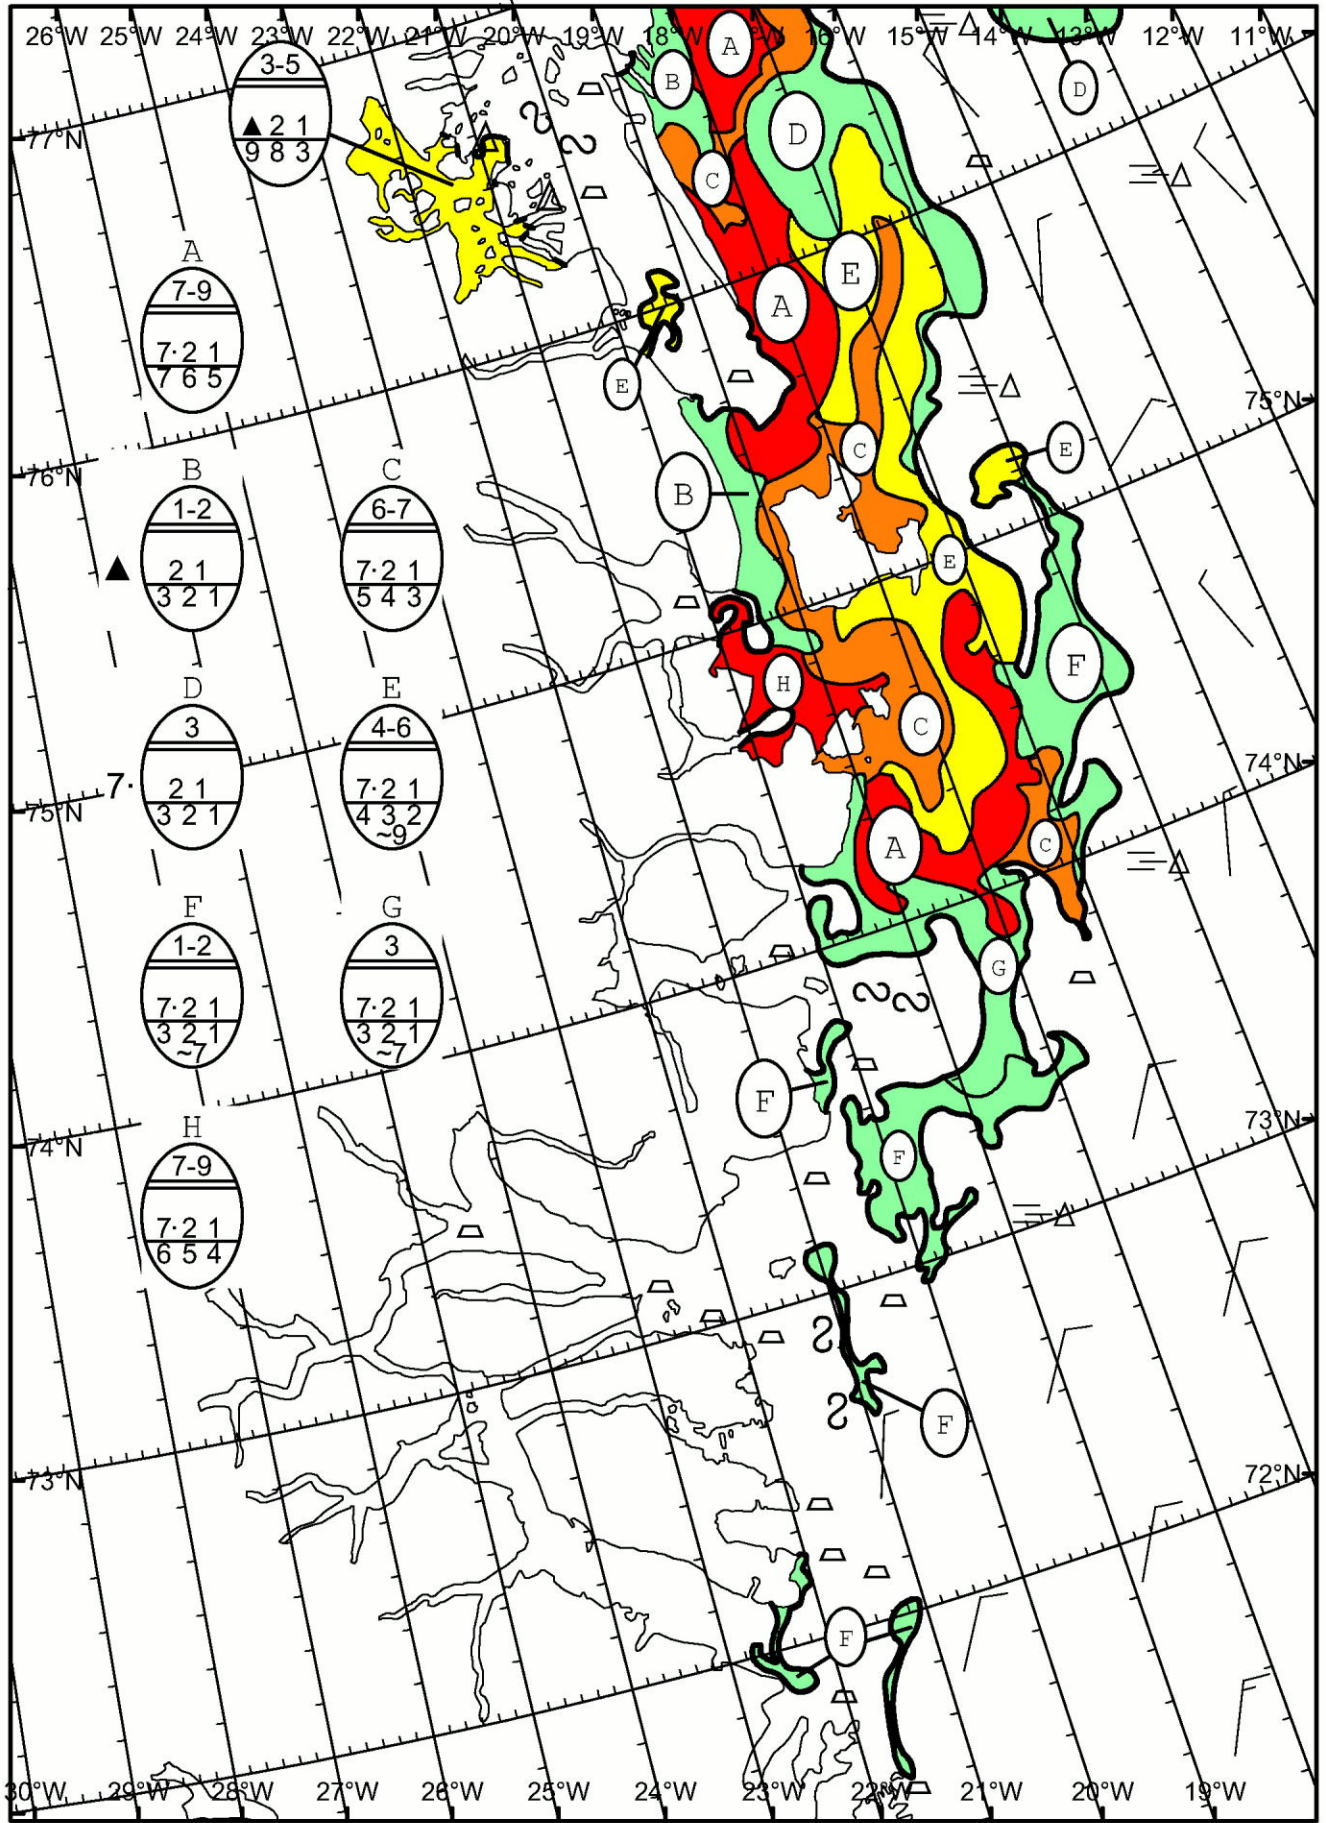 26°W 25°W 24°W 23°W 22°W 21°W 20°W 19°W 18°W 17°W 16°W 15°W 14°W 13°W 12°W 11°W
A
3-5
B
D
▲ 2 1
9 8 3
D
77°N
C
A
7-9
E
A
7· 2 1
7 6 5
E
75°N
C
E
76°N
B C
B
1-2 6-7
2 1 7· 2 1
▲
3 2 1 5 4 3
E
F
H
D E
C
3 4-6
74°N
7· 2 1 7· 2 1
3 2 1 4 3 2
75°N
~9
A
C
F G
1-2 3
G
7· 2 1 7· 2 1
3 2 1 3 2 1
~7 ~7
F
73°N
H
74°N
F
7-9
7· 2 1
6 5 4
F
73°N
72°N
F
30°W 29°W 28°W 27°W 26°W 25°W 24°W 23°W 22°W 21°W 20°W 19°W